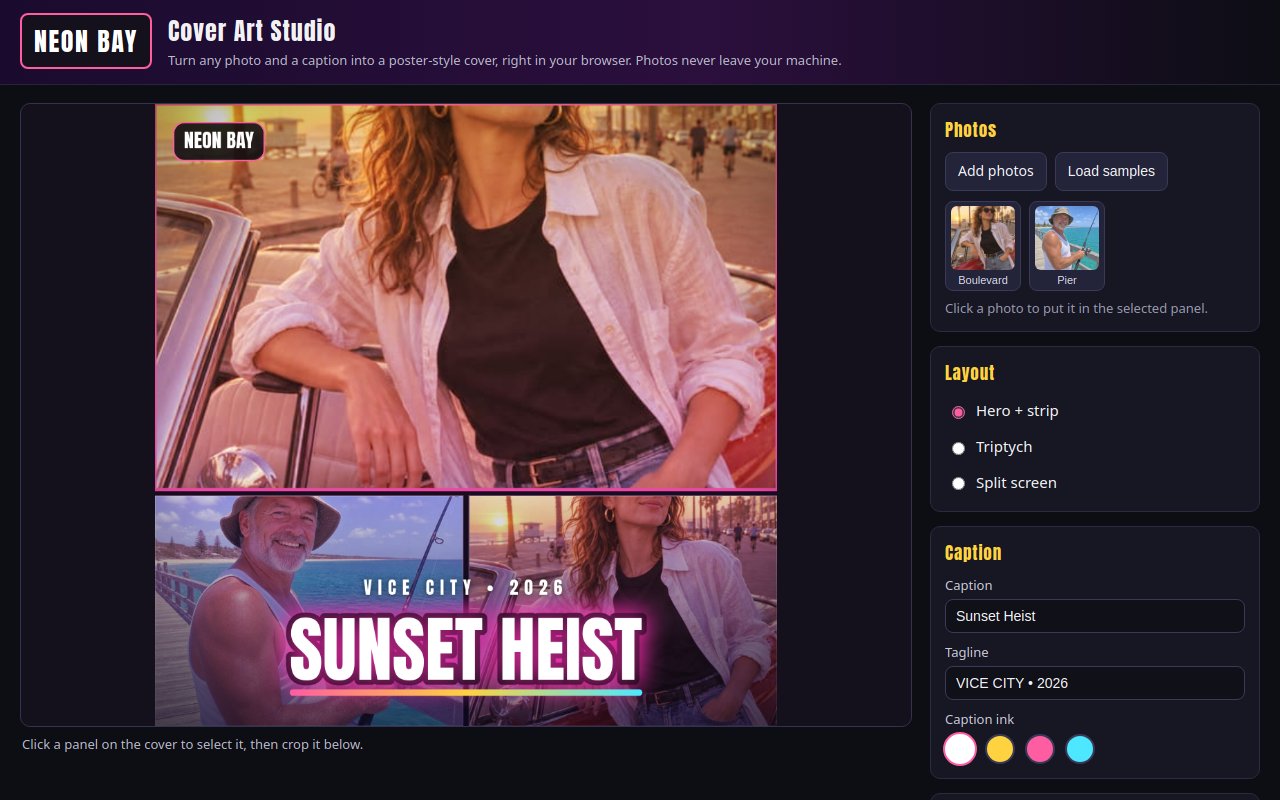 NEON BAY
Cover Art Studio
Turn any photo and a caption into a poster-style cover, right in your browser. Photos never leave your machine.
NEON BAY
VICE CITY • 2026
SUNSET HEIST
Click a panel on the cover to select it, then crop it below.
Photos
Add photos
Load samples
Boulevard
Pier
Click a photo to put it in the selected panel.
Layout
Hero + strip
Triptych
Split screen
Caption
Caption
Sunset Heist
Tagline
VICE CITY • 2026
Caption ink